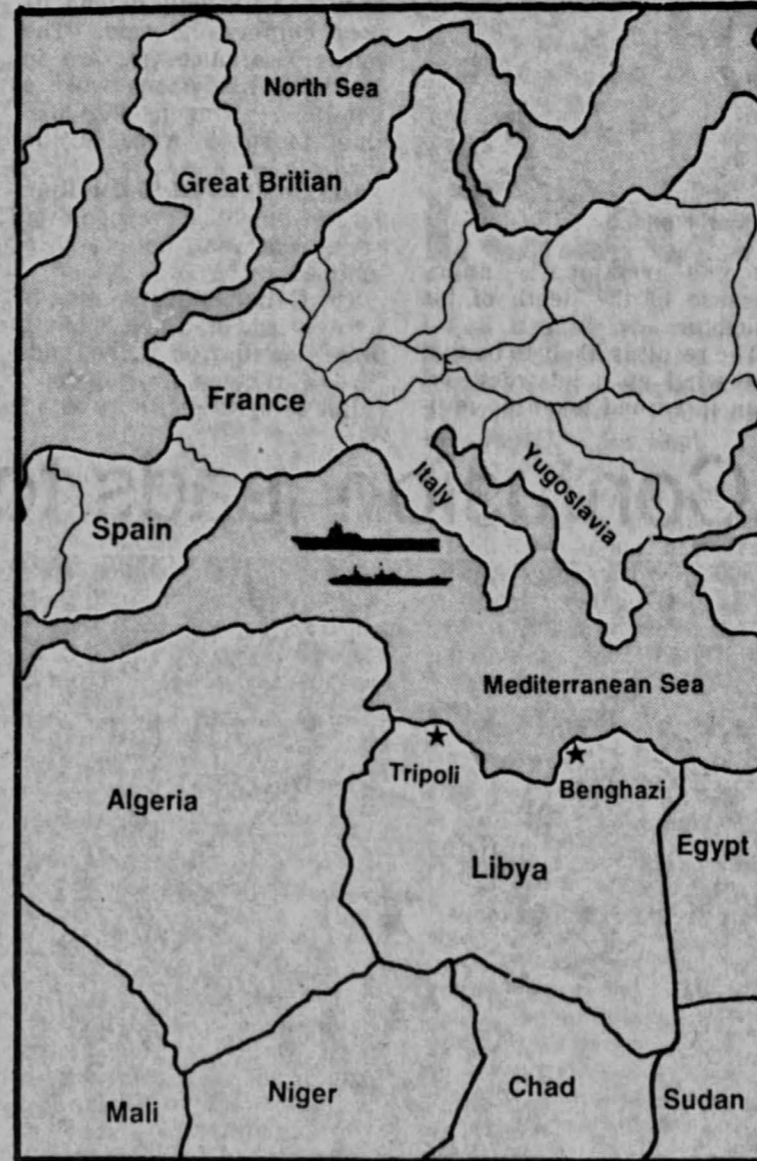 North Sea
Great Britian
France
Italy
Yugoslavia
Spain
Mediterranean Sea
Tripoli
Benghazi
Algeria
Egypt
Libya
Niger
Chad
Mali
Sudan